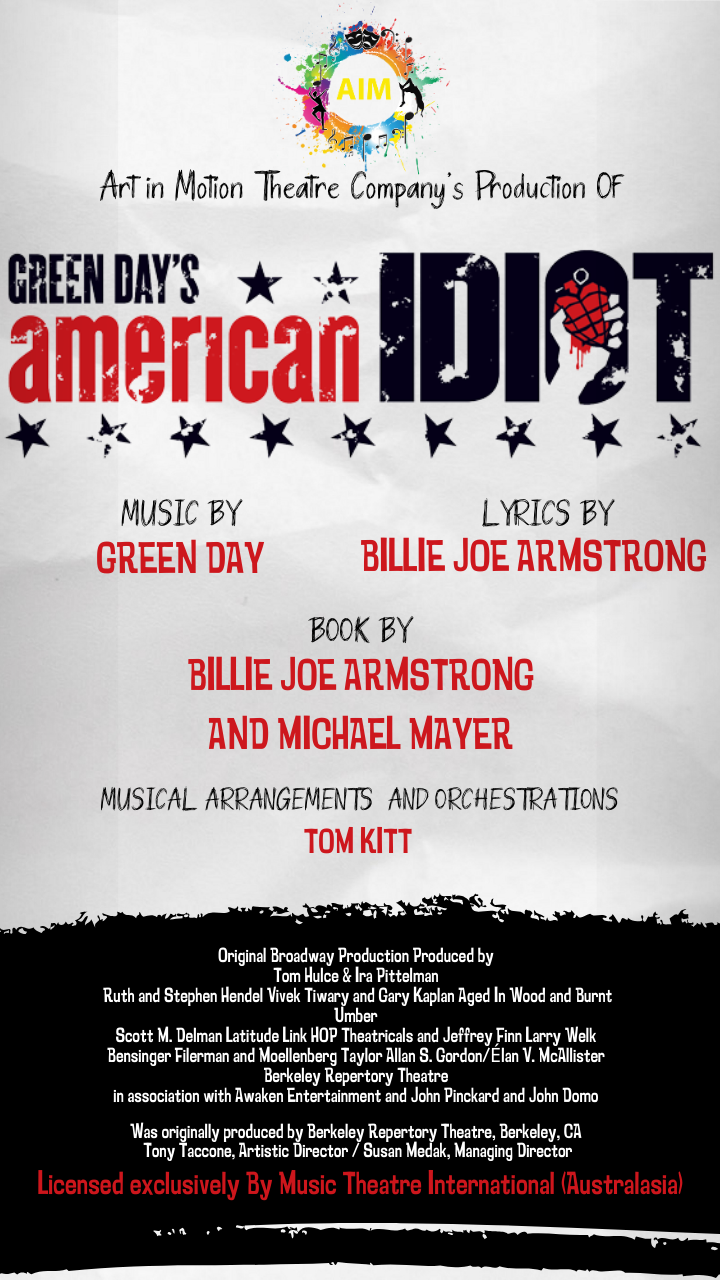 AIM
Art in Motion Theatre Company's Production OF
GREEN DAY'S
american IDIOT
MUSIC BY
GREEN DAY
LYRICS BY
BILLIE JOE ARMSTRONG
BOOK BY
BILLIE JOE ARMSTRONG
AND MICHAEL MAYER
MUSICAL ARRANGEMENTS AND ORCHESTRATIONS
TOM KITT
Original Broadway Production Produced by
Tom Hulce & Ira Pittelman
Ruth and Stephen Hendel Vivek Tiwary and Gary Kaplan Aged In Wood and Burnt
Umber
Scott M. Delman Latitude Link HOP Theatricals and Jeffrey Finn Larry Welk
Bensinger Filerman and Moellenberg Taylor Allan S. Gordon/Élan V. McAllister
Berkeley Repertory Theatre
in association with Awaken Entertainment and John Pinckard and John Domo
Was originally produced by Berkeley Repertory Theatre, Berkeley, CA
Tony Taccone, Artistic Director / Susan Medak, Managing Director
Licensed exclusively By Music Theatre International (Australasia)